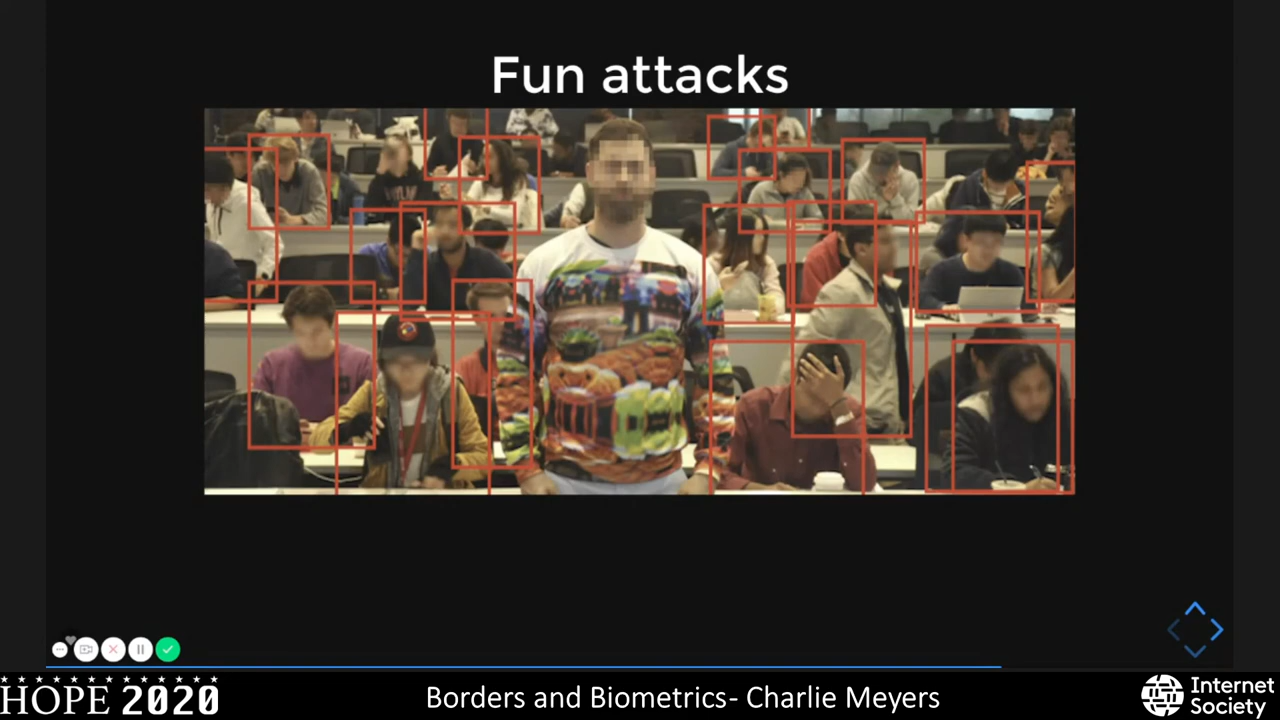 Fun attacks
HOPE 2020
Borders and Biometrics- Charlie Meyers
Internet
Society